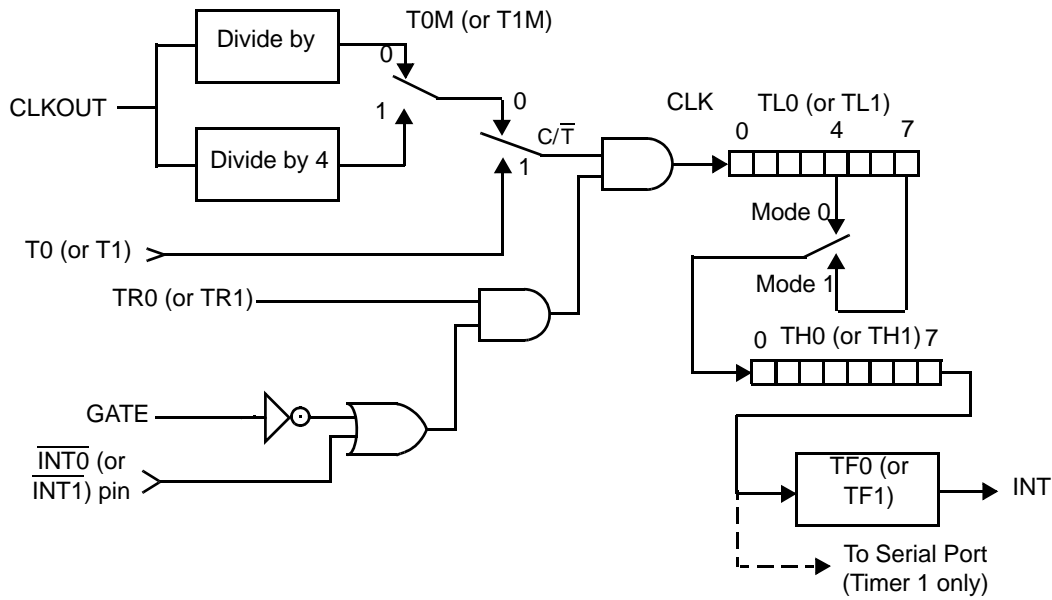 T0M (or T1M)
Divide by
0
CLKOUT
1
Divide by 4
0
C/T̅
1
CLK
TL0 (or TL1)
0
4
7
Mode 0
Mode 1
T0 (or T1)
TR0 (or TR1)
0
TH0 (or TH1)
7
GATE
I̅N̅T̅0̅ (or
I̅N̅T̅1̅) pin
TF0 (or
TF1)
INT
To Serial Port
(Timer 1 only)